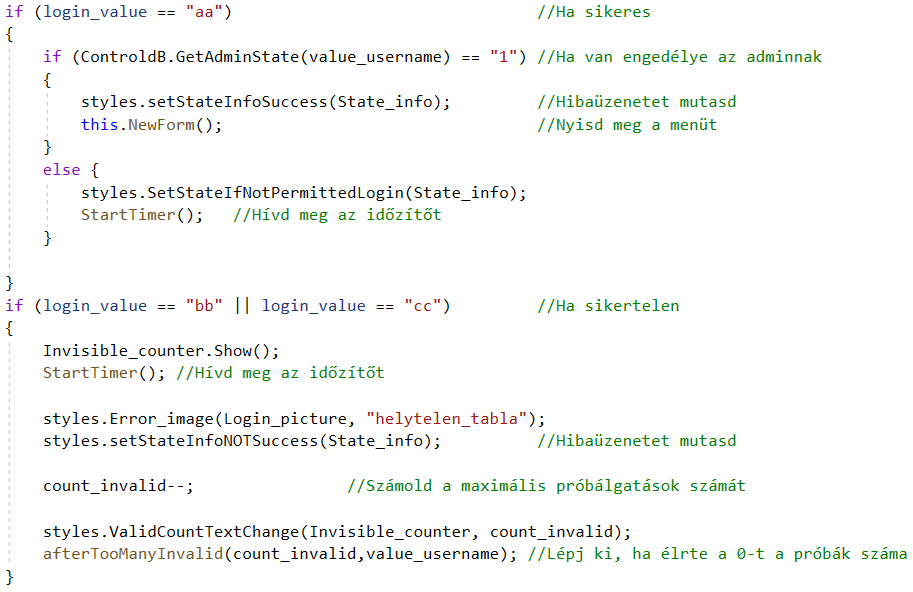 if (login_value == "aa") //Ha sikeres
{
if (ControldB.GetAdminState(value_username) == "1") //Ha van engedélye az adminnak
{
styles.setStateInfoSuccess(State_info); //Hibaüzenetet mutasd
this.NewForm(); //Nyisd meg a menüt
}
else {
styles.SetStateIfNotPermittedLogin(State_info);
StartTimer(); //Hívd meg az időzítőt
}
}
if (login_value == "bb" || login_value == "cc") //Ha sikertelen
{
Invisible_counter.Show();
StartTimer(); //Hívd meg az időzítőt
styles.Error_image(Login_picture, "helytelen_tabla");
styles.setStateInfoNOTSuccess(State_info); //Hibaüzenetet mutasd
count_invalid--; //Számold a maximális próbálgatások számát
styles.ValidCountTextChange(Invisible_counter, count_invalid);
afterTooManyInvalid(count_invalid,value_username); //Lépj ki, ha élrte a 0-t a próbák száma
}